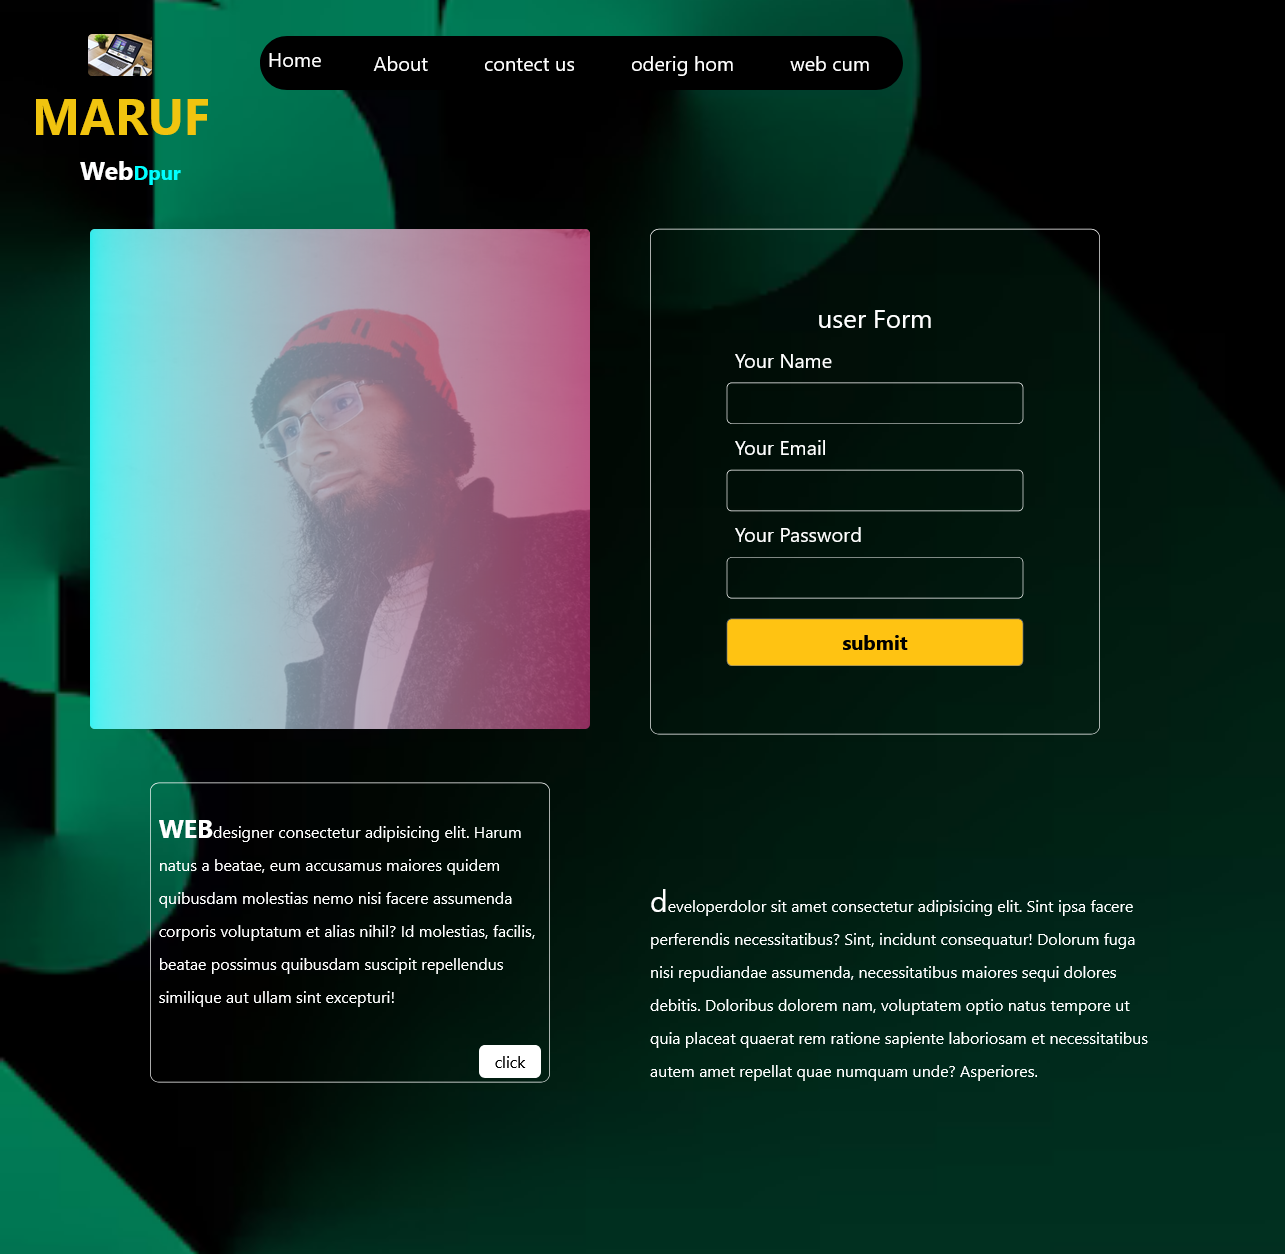 Home
About
contect us
oderig hom
web cum
MARUF
WebDpur
user Form
Your Name
Your Email
Your Password
submit
WEBdesigner consectetur adipisicing elit. Harum
natus a beatae, eum accusamus maiores quidem
quibusdam molestias nemo nisi facere assumenda
corporis voluptatum et alias nihil? Id molestias, facilis,
beatae possimus quibusdam suscipit repellendus
similique aut ullam sint excepturi!
click
developerdolor sit amet consectetur adipisicing elit. Sint ipsa facere
perferendis necessitatibus? Sint, incidunt consequatur! Dolorum fuga
nisi repudiandae assumenda, necessitatibus maiores sequi dolores
debitis. Doloribus dolorem nam, voluptatem optio natus tempore ut
quia placeat quaerat rem ratione sapiente laboriosam et necessitatibus
autem amet repellat quae numquam unde? Asperiores.